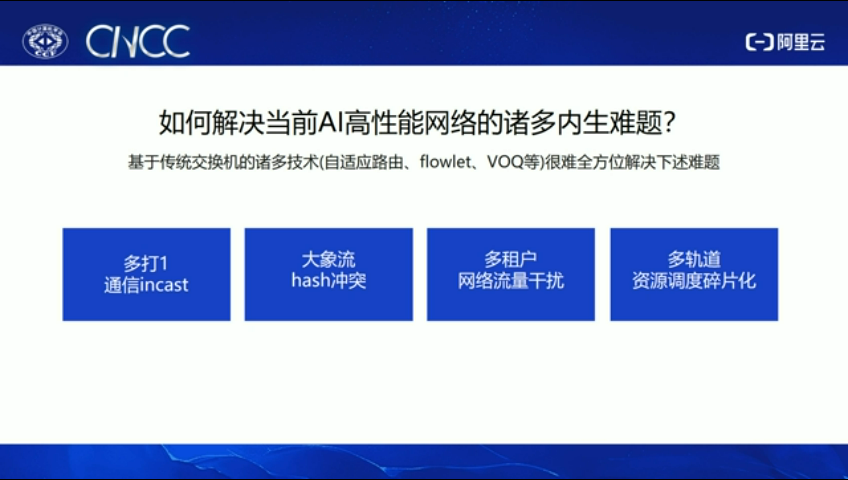 CCF
CNCC
阿里云
如何解决当前AI高性能网络的诸多内生难题？
基于传统交换机的诸多技术(自适应路由、flowlet、VOQ等)很难全方位解决下述难题
多打1
通信incast
大象流
hash冲突
多租户
网络流量干扰
多轨道
资源调度碎片化